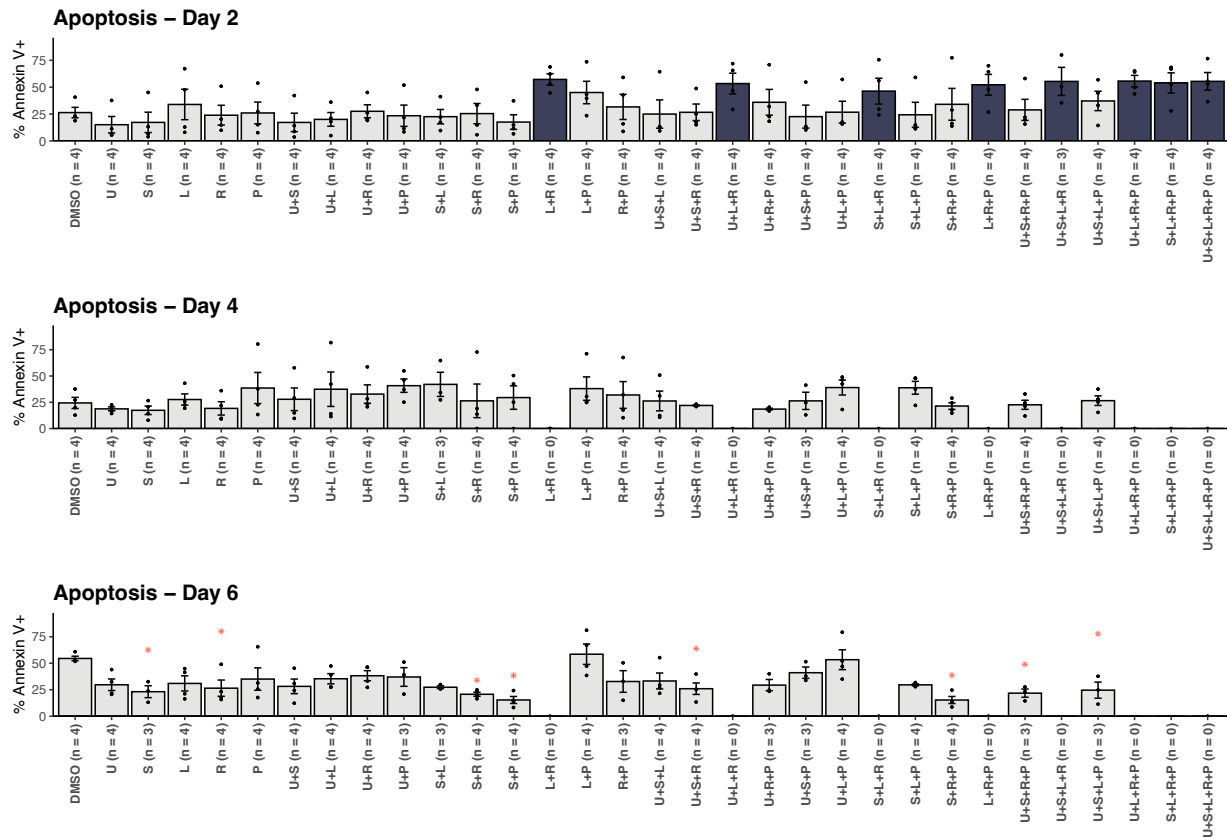 Apoptosis – Day 2
% Annexin V+
75
50
25
0
DMSO (n = 4)
U (n = 4)
S (n = 4)
L (n = 4)
R (n = 4)
P (n = 4)
U+S (n = 4)
U+L (n = 4)
U+R (n = 4)
U+P (n = 4)
S+L (n = 4)
S+R (n = 4)
S+P (n = 4)
L+R (n = 4)
L+P (n = 4)
R+P (n = 4)
U+S+L (n = 4)
U+S+R (n = 4)
U+L+R (n = 4)
U+R+P (n = 4)
U+S+P (n = 4)
U+L+P (n = 4)
S+L+R (n = 4)
S+L+P (n = 4)
S+R+P (n = 4)
L+R+P (n = 4)
U+S+R+P (n = 4)
U+S+L+R (n = 3)
U+S+L+P (n = 4)
U+L+R+P (n = 4)
S+L+R+P (n = 4)
U+S+L+R+P (n = 4)
Apoptosis – Day 4
% Annexin V+
75
50
25
0
DMSO (n = 4)
U (n = 4)
S (n = 4)
L (n = 4)
R (n = 4)
P (n = 4)
U+S (n = 4)
U+L (n = 4)
U+R (n = 4)
U+P (n = 4)
S+L (n = 3)
S+R (n = 4)
S+P (n = 4)
L+R (n = 0)
L+P (n = 4)
R+P (n = 4)
U+S+L (n = 4)
U+S+R (n = 4)
U+L+R (n = 0)
U+R+P (n = 4)
U+S+P (n = 3)
U+L+P (n = 4)
S+L+R (n = 0)
S+L+P (n = 4)
S+R+P (n = 4)
L+R+P (n = 0)
U+S+R+P (n = 4)
U+S+L+R (n = 0)
U+S+L+P (n = 4)
U+L+R+P (n = 0)
S+L+R+P (n = 0)
U+S+L+R+P (n = 0)
Apoptosis – Day 6
% Annexin V+
75
50
25
0
DMSO (n = 4)
U (n = 4)
S (n = 3)
L (n = 4)
R (n = 4)
P (n = 4)
U+S (n = 4)
U+L (n = 4)
U+R (n = 4)
U+P (n = 3)
S+L (n = 3)
S+R (n = 4)
S+P (n = 4)
L+R (n = 0)
L+P (n = 4)
R+P (n = 3)
U+S+L (n = 4)
U+S+R (n = 4)
U+L+R (n = 0)
U+R+P (n = 3)
U+S+P (n = 3)
U+L+P (n = 4)
S+L+R (n = 0)
S+L+P (n = 4)
S+R+P (n = 4)
L+R+P (n = 0)
U+S+R+P (n = 3)
U+S+L+R (n = 0)
U+S+L+P (n = 3)
U+L+R+P (n = 0)
S+L+R+P (n = 0)
U+S+L+R+P (n = 0)